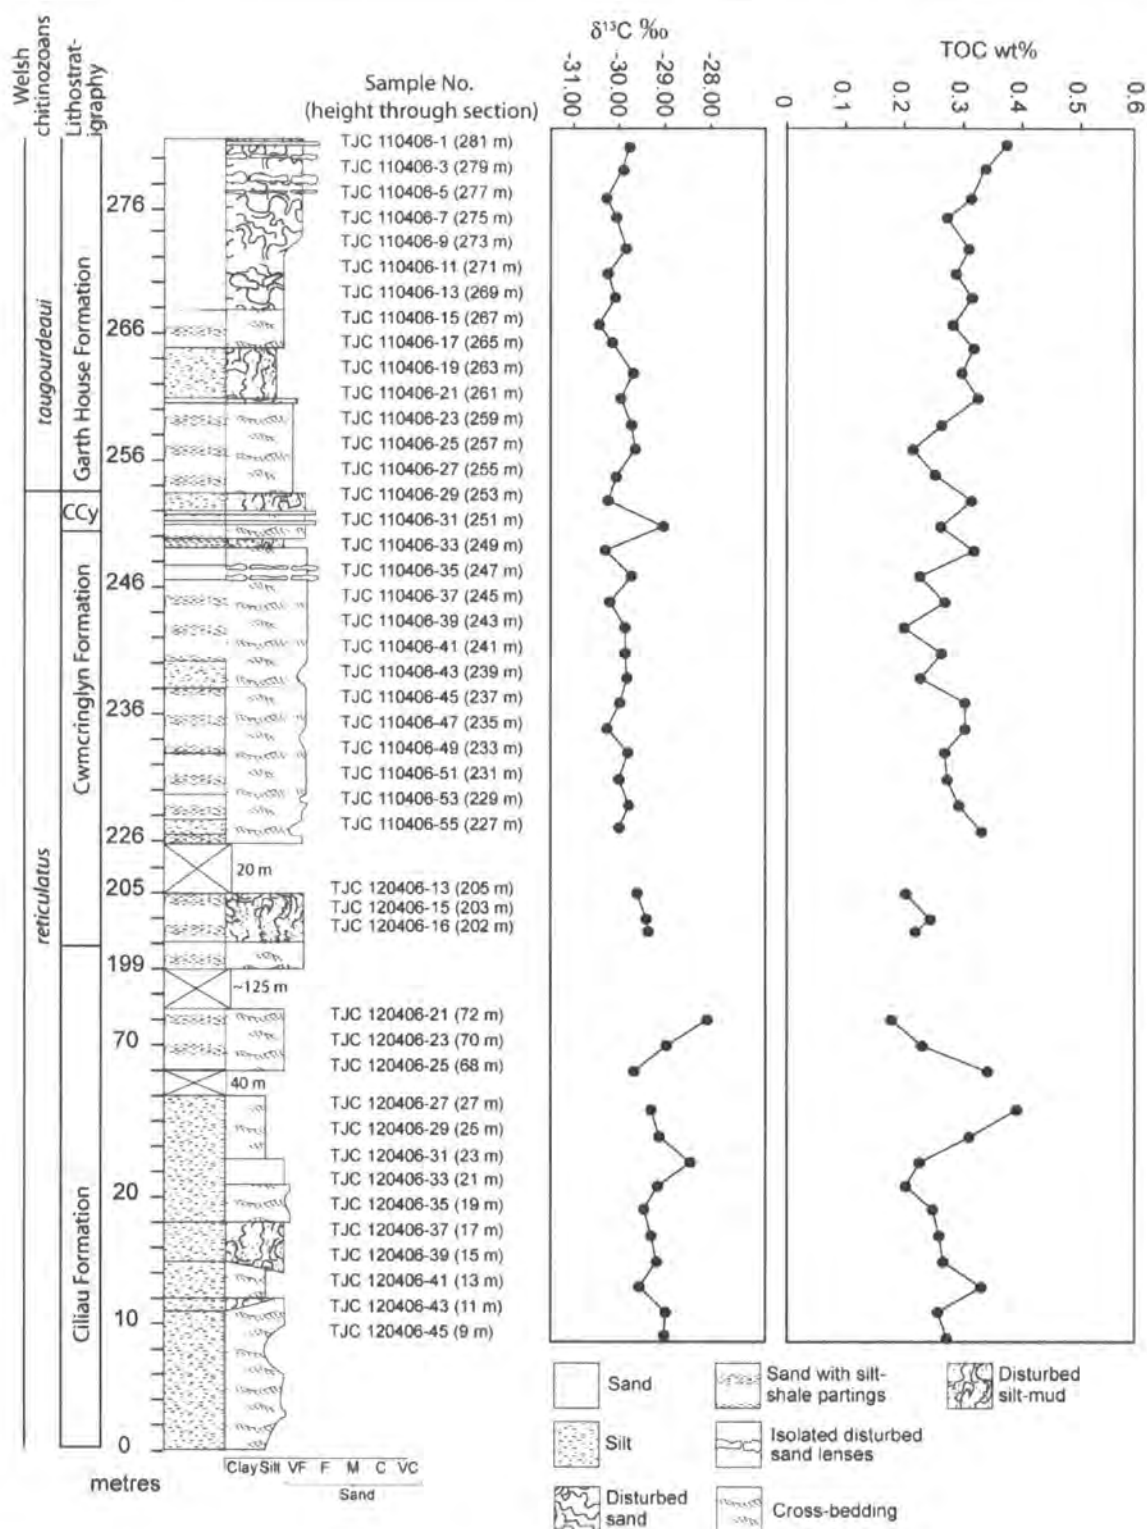 Welsh
chitinozoans
Lithostrat-
igraphy
Sample No.
(height through section)
δ¹³C ‰
-31.00
-30.00
-29.00
-28.00
TOC wt%
0
0.1
0.2
0.3
0.4
0.5
0.6
taugourdeaui
reticulatus
Garth House Formation
CCy
Cwmcringlyn Formation
Ciliau Formation
276
266
256
246
236
226
205
199
70
20
10
0
metres
20 m
~125 m
40 m
TJC 110406-1 (281 m)
TJC 110406-3 (279 m)
TJC 110406-5 (277 m)
TJC 110406-7 (275 m)
TJC 110406-9 (273 m)
TJC 110406-11 (271 m)
TJC 110406-13 (269 m)
TJC 110406-15 (267 m)
TJC 110406-17 (265 m)
TJC 110406-19 (263 m)
TJC 110406-21 (261 m)
TJC 110406-23 (259 m)
TJC 110406-25 (257 m)
TJC 110406-27 (255 m)
TJC 110406-29 (253 m)
TJC 110406-31 (251 m)
TJC 110406-33 (249 m)
TJC 110406-35 (247 m)
TJC 110406-37 (245 m)
TJC 110406-39 (243 m)
TJC 110406-41 (241 m)
TJC 110406-43 (239 m)
TJC 110406-45 (237 m)
TJC 110406-47 (235 m)
TJC 110406-49 (233 m)
TJC 110406-51 (231 m)
TJC 110406-53 (229 m)
TJC 110406-55 (227 m)
TJC 120406-13 (205 m)
TJC 120406-15 (203 m)
TJC 120406-16 (202 m)
TJC 120406-21 (72 m)
TJC 120406-23 (70 m)
TJC 120406-25 (68 m)
TJC 120406-27 (27 m)
TJC 120406-29 (25 m)
TJC 120406-31 (23 m)
TJC 120406-33 (21 m)
TJC 120406-35 (19 m)
TJC 120406-37 (17 m)
TJC 120406-39 (15 m)
TJC 120406-41 (13 m)
TJC 120406-43 (11 m)
TJC 120406-45 (9 m)
Clay Silt VF F M C VC
Sand
Sand
Silt
Disturbed
sand
Sand with silt-
shale partings
Isolated disturbed
sand lenses
Cross-bedding
Disturbed
silt-mud